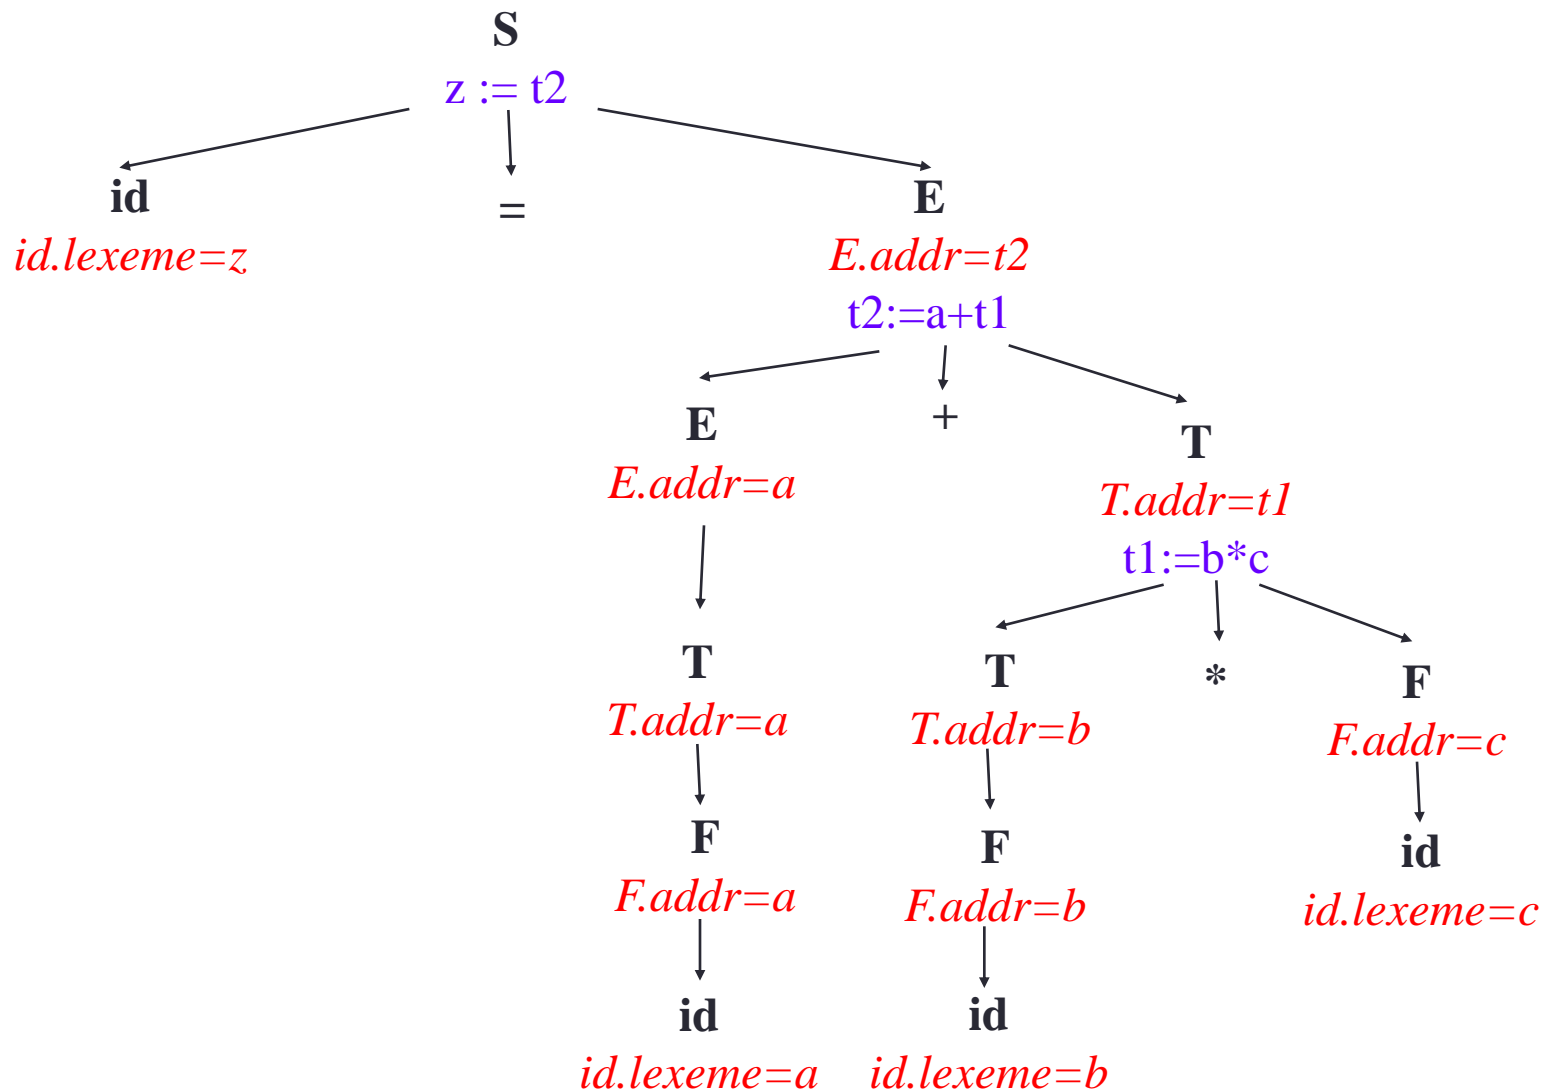 S
z := t2
id
=
E
id.lexeme=z
E.addr=t2
t2:=a+t1
E
+
T
E.addr=a
T.addr=t1
t1:=b*c
T
T
*
F
T.addr=a
T.addr=b
F.addr=c
F
F
id
F.addr=a
F.addr=b
id.lexeme=c
id
id
id.lexeme=a
id.lexeme=b